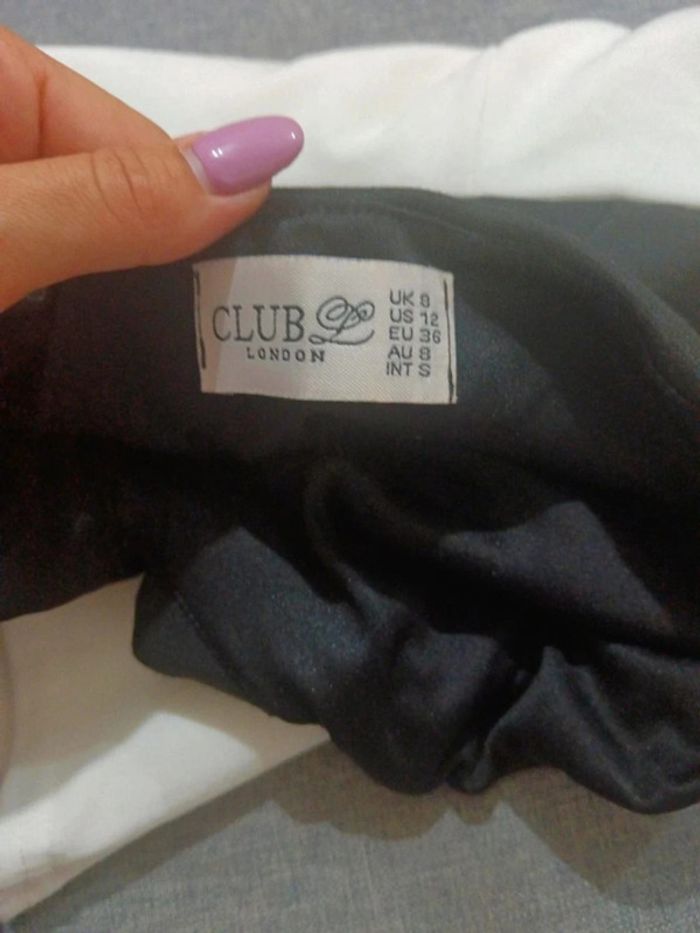 CLUB L
LONDON
UK 8
US 12
EU 36
AU 8
INT S